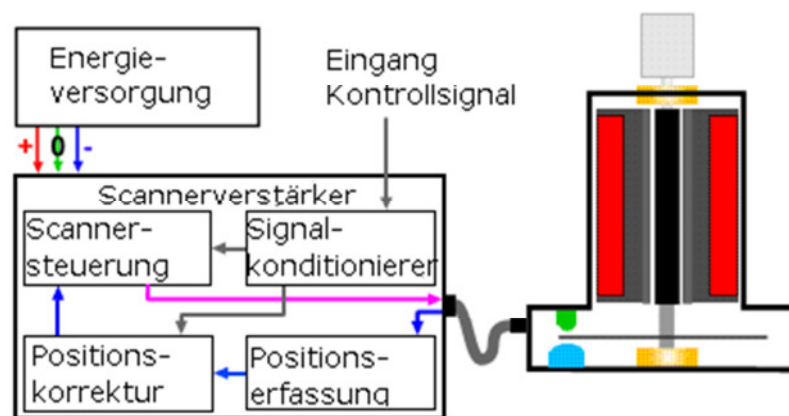 Energie-
versorgung
Eingang
Kontrollsignal
+ 0 -
Scannerverstärker
Scanner-
steuerung
Signal-
konditionierer
Positions-
korrektur
Positions-
erfassung